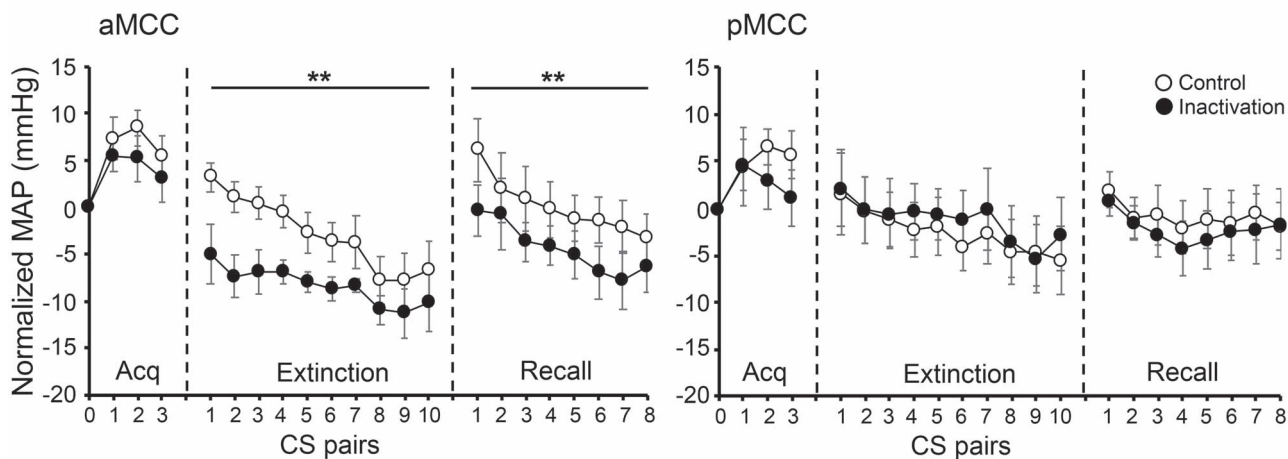 aMCC
Normalized MAP (mmHg)
15
10
5
0
-5
-10
-15
-20
**
**
Acq
Extinction
Recall
0 1 2 3 1 2 3 4 5 6 7 8 9 10 1 2 3 4 5 6 7 8
CS pairs
pMCC
15
10
5
0
-5
-10
-15
-20
Control
Inactivation
Acq
Extinction
Recall
0 1 2 3 1 2 3 4 5 6 7 8 9 10 1 2 3 4 5 6 7 8
CS pairs